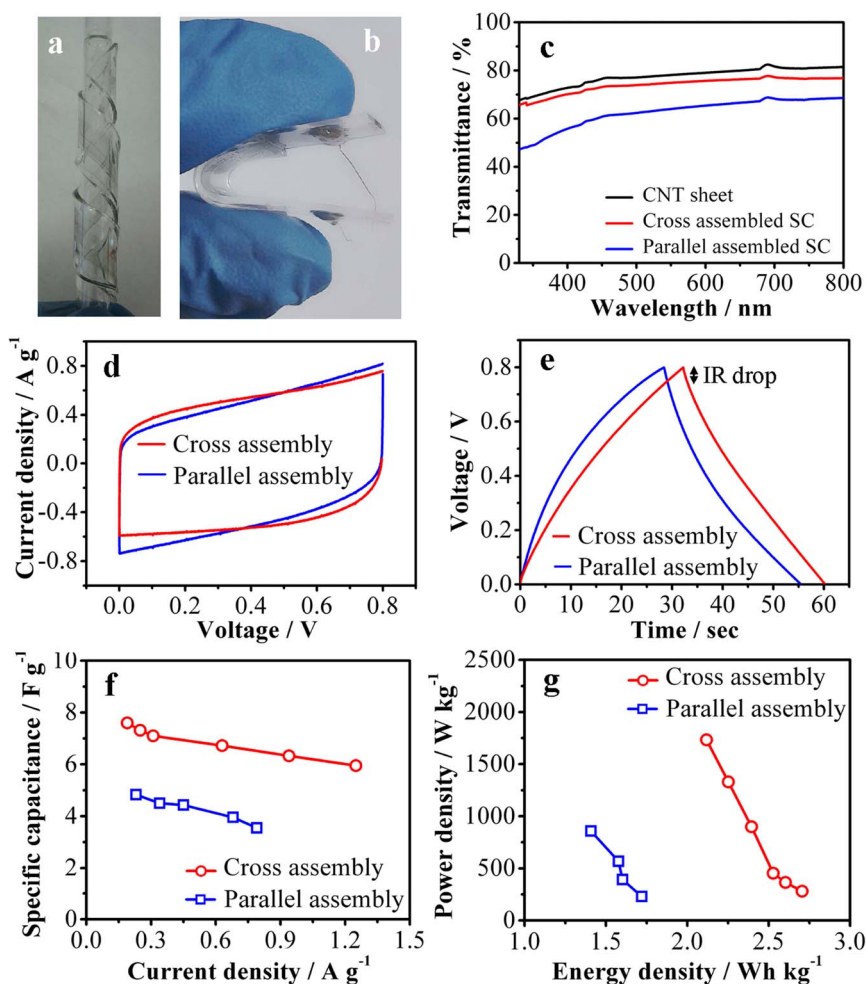 a
b
c
Transmittance / %
100
80
60
40
20
0
CNT sheet
Cross assembled SC
Parallel assembled SC
400 500 600 700 800
Wavelength / nm
d
Current density / A g-1
0.8
0.4
0.0
-0.4
-0.8
Cross assembly
Parallel assembly
0.0 0.2 0.4 0.6 0.8
Voltage / V
e
IR drop
Voltage / V
0.8
0.6
0.4
0.2
0.0
Cross assembly
Parallel assembly
0 10 20 30 40 50 60
Time / sec
f
Specific capacitance / F g-1
10
8
6
4
2
0
Cross assembly
Parallel assembly
0.0 0.3 0.6 0.9 1.2 1.5
Current density / A g-1
g
Power density / W kg-1
2500
2000
1500
1000
500
0
Cross assembly
Parallel assembly
1.0 1.5 2.0 2.5 3.0
Energy density / Wh kg-1